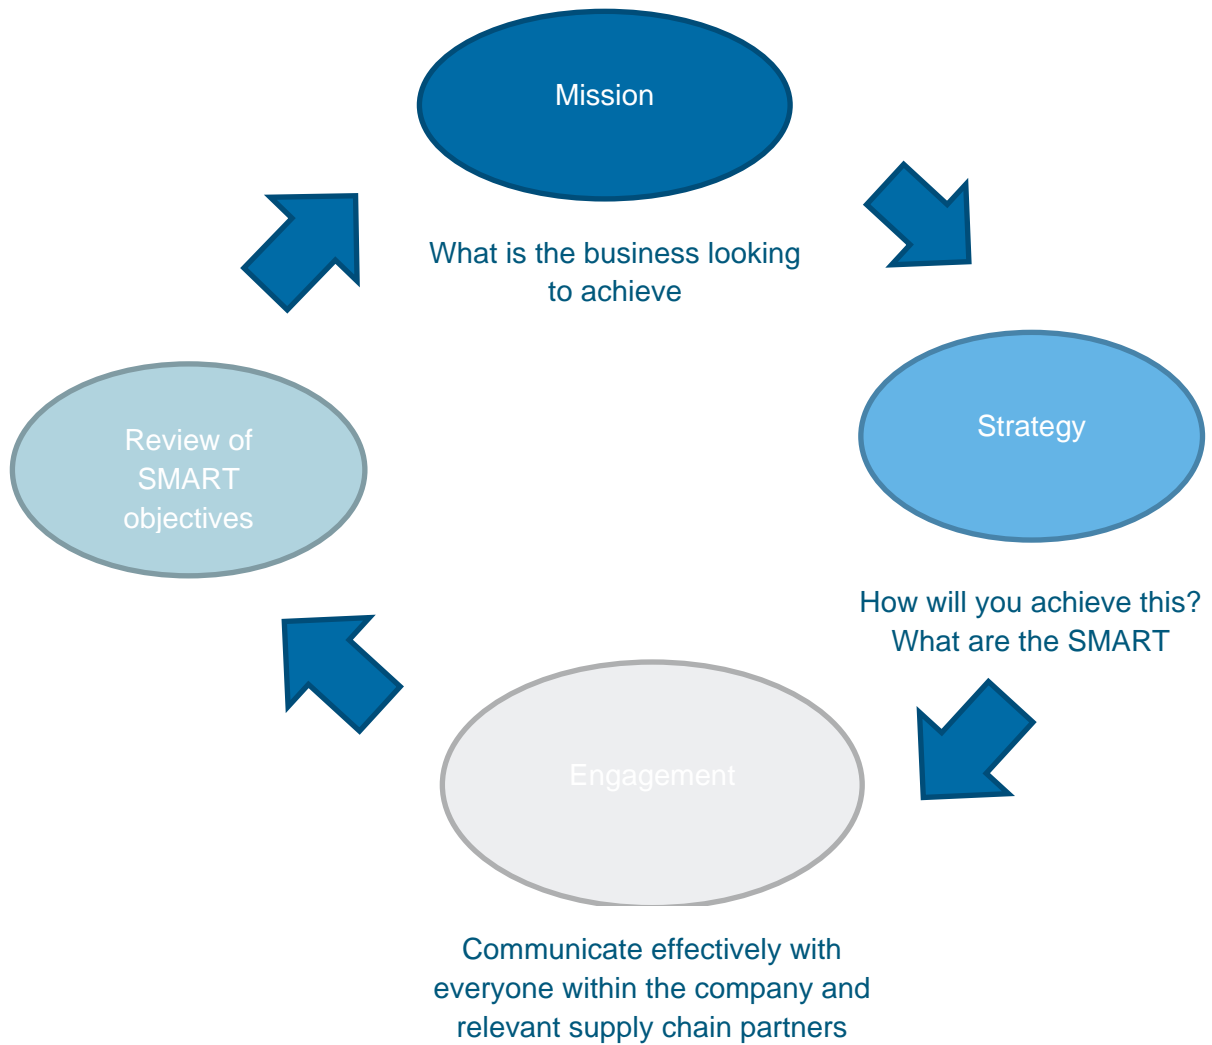 Mission
What is the business looking
to achieve
Strategy
How will you achieve this?
What are the SMART
Engagement
Communicate effectively with
everyone within the company and
relevant supply chain partners
Review of
SMART
objectives